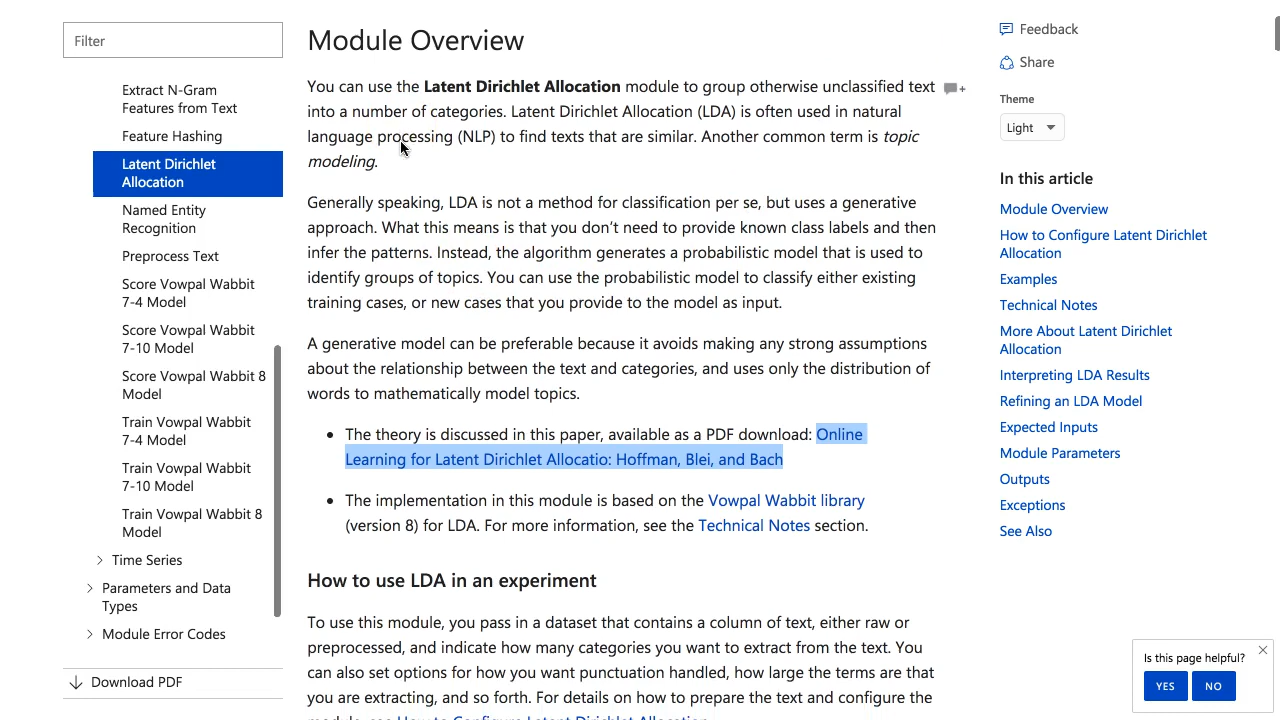 Filter
Extract N-Gram
Features from Text
Feature Hashing
Latent Dirichlet
Allocation
Named Entity
Recognition
Preprocess Text
Score Vowpal Wabbit
7-4 Model
Score Vowpal Wabbit
7-10 Model
Score Vowpal Wabbit 8
Model
Train Vowpal Wabbit
7-4 Model
Train Vowpal Wabbit
7-10 Model
Train Vowpal Wabbit 8
Model
Time Series
Parameters and Data
Types
Module Error Codes
Download PDF
Module Overview
You can use the Latent Dirichlet Allocation module to group otherwise unclassified text
into a number of categories. Latent Dirichlet Allocation (LDA) is often used in natural
language processing (NLP) to find texts that are similar. Another common term is topic
modeling.
Generally speaking, LDA is not a method for classification per se, but uses a generative
approach. What this means is that you don’t need to provide known class labels and then
infer the patterns. Instead, the algorithm generates a probabilistic model that is used to
identify groups of topics. You can use the probabilistic model to classify either existing
training cases, or new cases that you provide to the model as input.
A generative model can be preferable because it avoids making any strong assumptions
about the relationship between the text and categories, and uses only the distribution of
words to mathematically model topics.
• The theory is discussed in this paper, available as a PDF download: Online
Learning for Latent Dirichlet Allocatio: Hoffman, Blei, and Bach
• The implementation in this module is based on the Vowpal Wabbit library
(version 8) for LDA. For more information, see the Technical Notes section.
How to use LDA in an experiment
To use this module, you pass in a dataset that contains a column of text, either raw or
preprocessed, and indicate how many categories you want to extract from the text. You
can also set options for how you want punctuation handled, how large the terms are that
you are extracting, and so forth. For details on how to prepare the text and configure the
module, see How to Configure Latent Dirichlet Allocation.
Feedback
Share
Theme
Light
In this article
Module Overview
How to Configure Latent Dirichlet
Allocation
Examples
Technical Notes
More About Latent Dirichlet
Allocation
Interpreting LDA Results
Refining an LDA Model
Expected Inputs
Module Parameters
Outputs
Exceptions
See Also
Is this page helpful?
YES NO